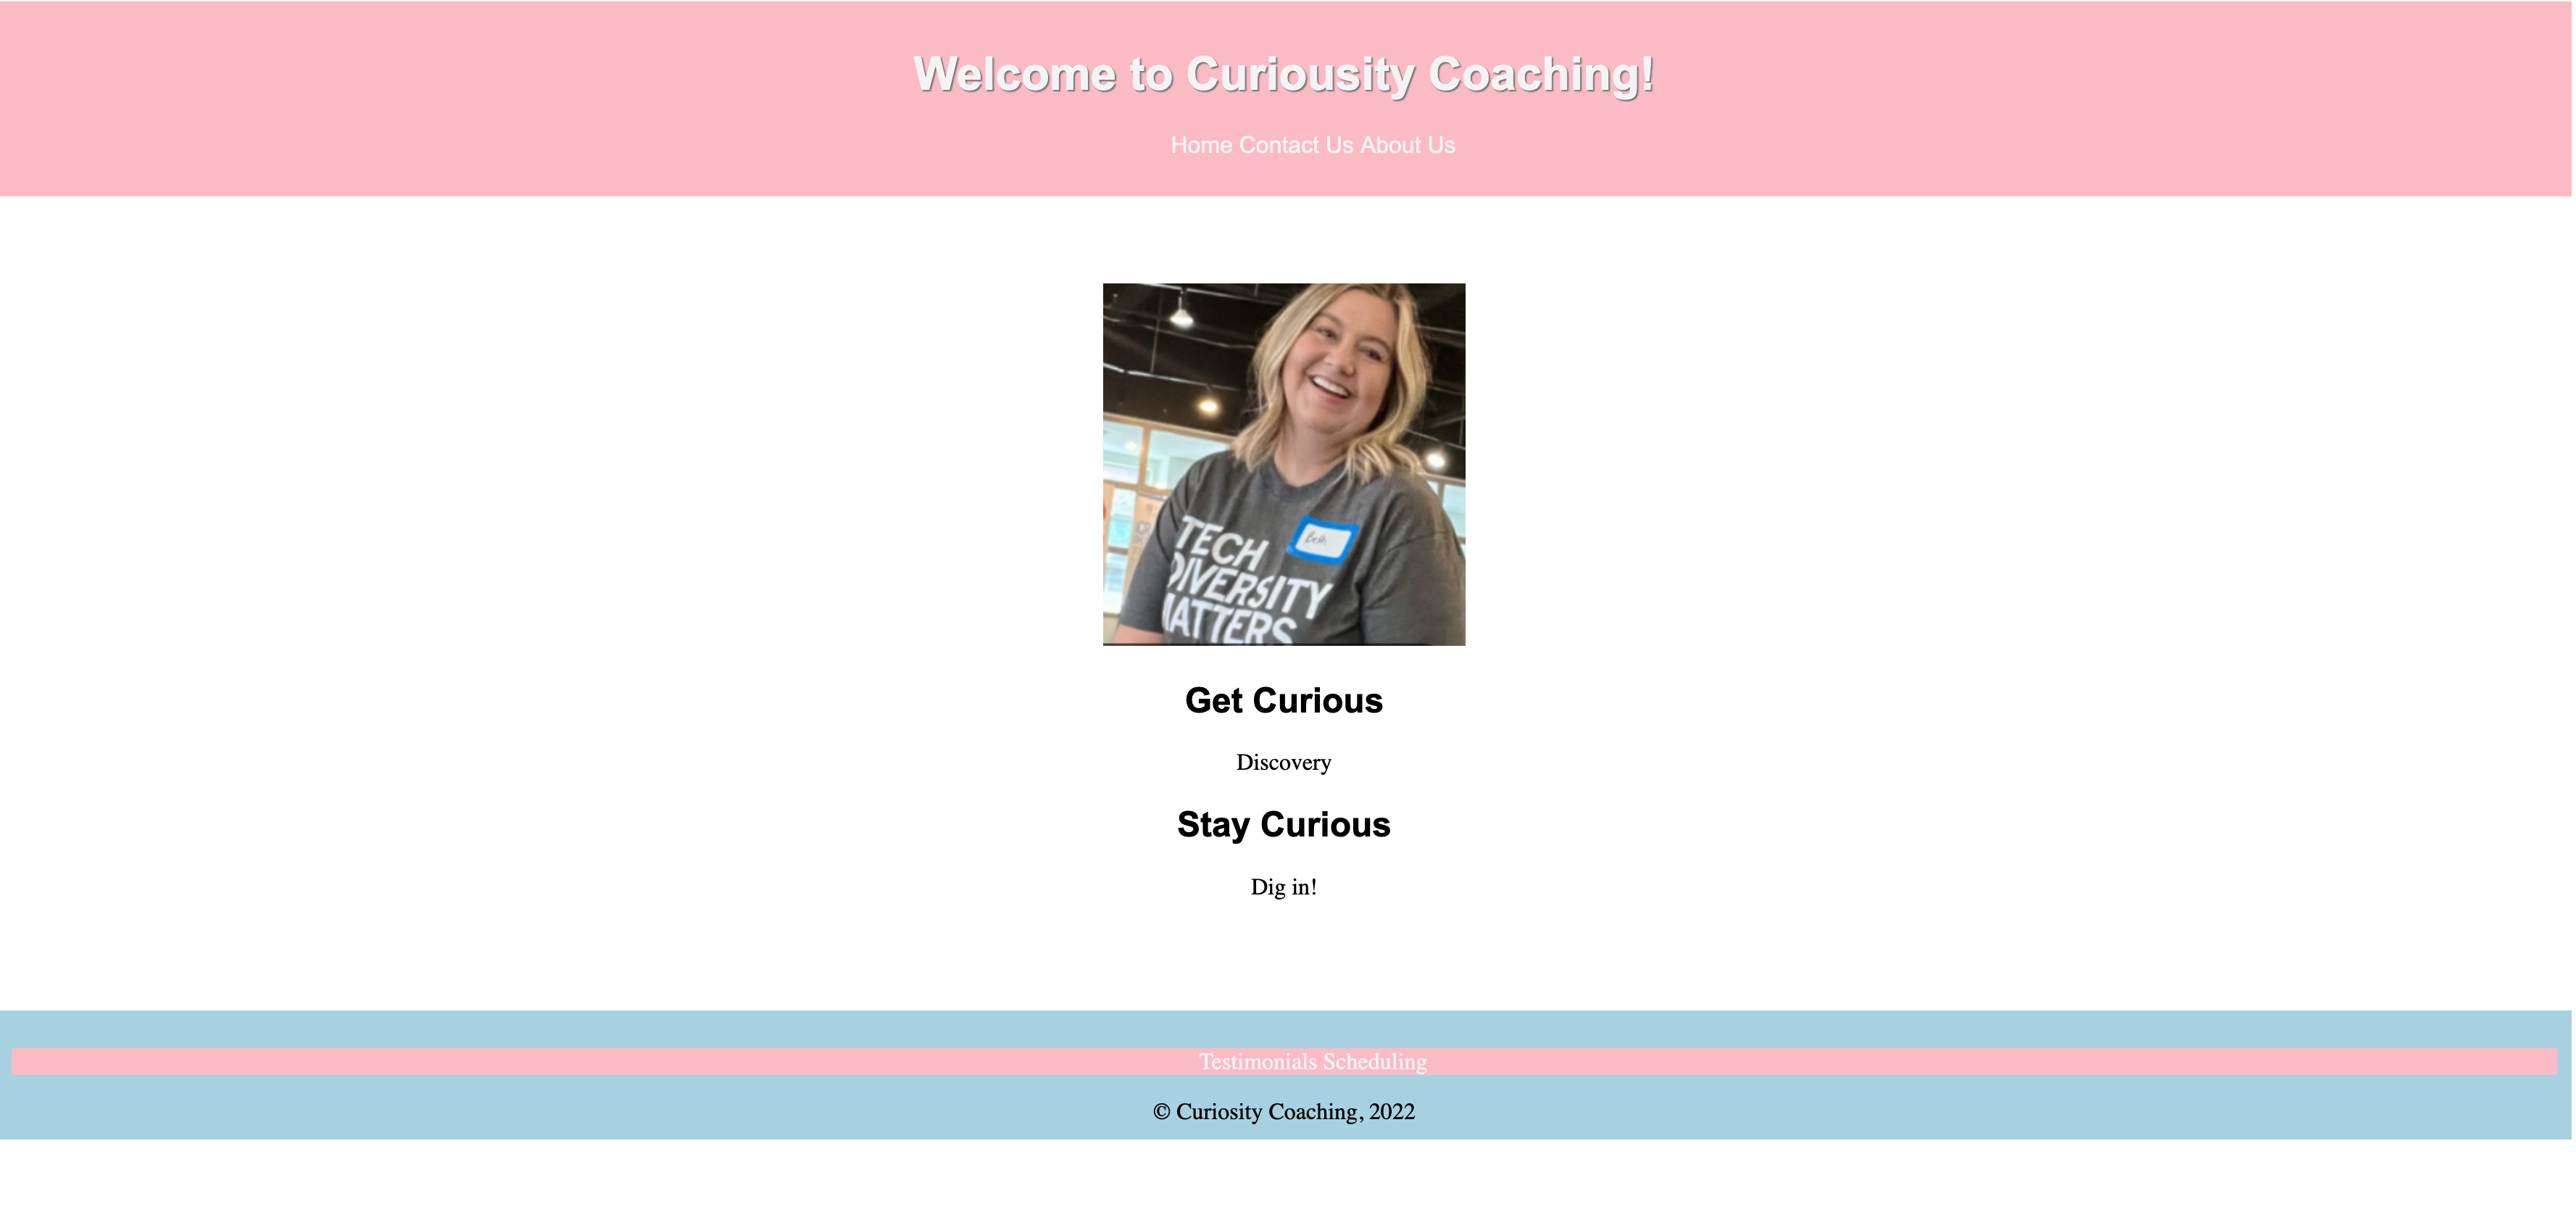 Welcome to Curiousity Coaching!
Home Contact Us About Us
Beth
TECH
DIVERSITY
MATTERS
Get Curious
Discovery
Stay Curious
Dig in!
Testimonials Scheduling
© Curiosity Coaching, 2022